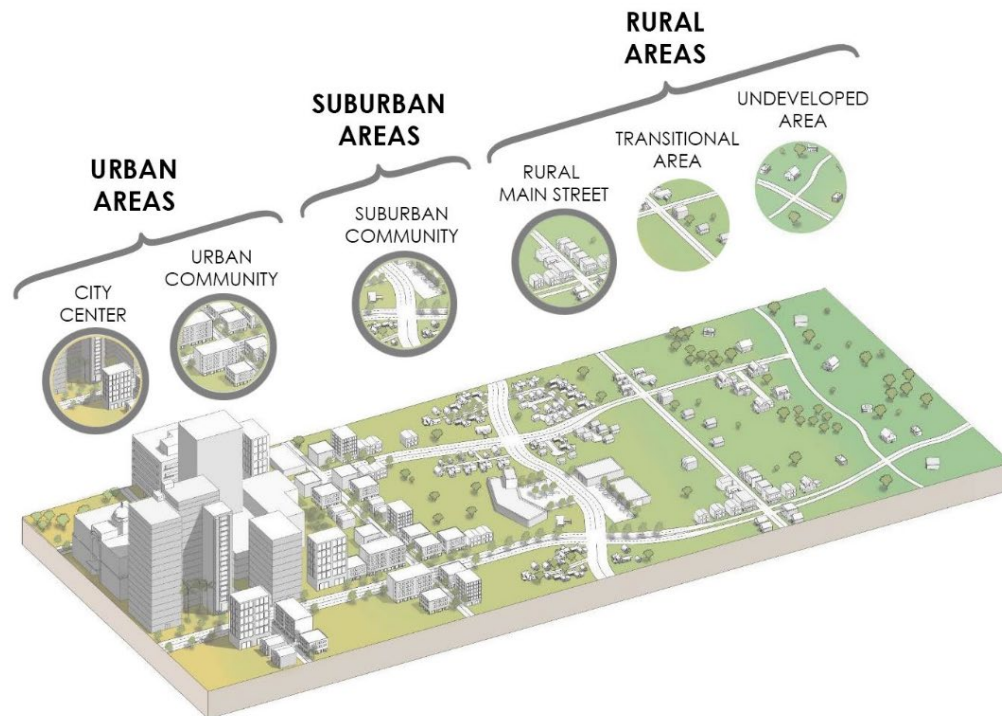 URBAN
AREAS
CITY
CENTER
URBAN
COMMUNITY
SUBURBAN
AREAS
SUBURBAN
COMMUNITY
RURAL
AREAS
RURAL
MAIN STREET
TRANSITIONAL
AREA
UNDEVELOPED
AREA